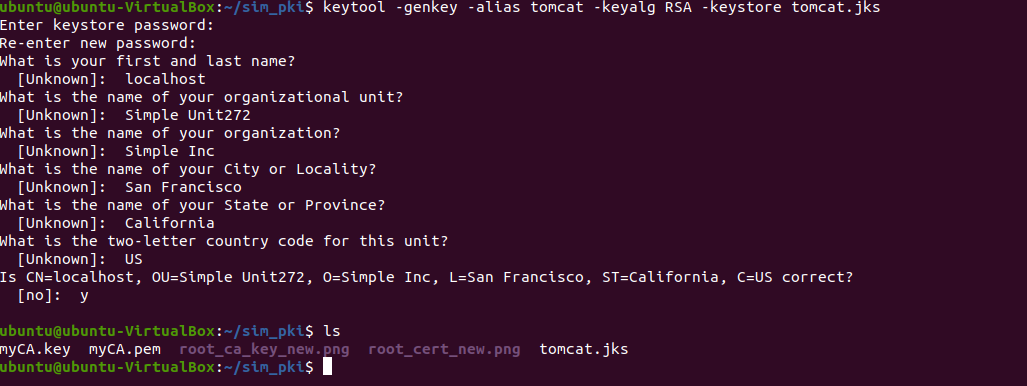 ubuntu@ubuntu-VirtualBox:~/sim_pki$ keytool -genkey -alias tomcat -keyalg RSA -keystore tomcat.jks
Enter keystore password:
Re-enter new password:
What is your first and last name?
  [Unknown]:  localhost
What is the name of your organizational unit?
  [Unknown]:  Simple Unit272
What is the name of your organization?
  [Unknown]:  Simple Inc
What is the name of your City or Locality?
  [Unknown]:  San Francisco
What is the name of your State or Province?
  [Unknown]:  California
What is the two-letter country code for this unit?
  [Unknown]:  US
Is CN=localhost, OU=Simple Unit272, O=Simple Inc, L=San Francisco, ST=California, C=US correct?
  [no]:  y
ubuntu@ubuntu-VirtualBox:~/sim_pki$ ls
myCA.key  myCA.pem  root_ca_key_new.png  root_cert_new.png  tomcat.jks
ubuntu@ubuntu-VirtualBox:~/sim_pki$